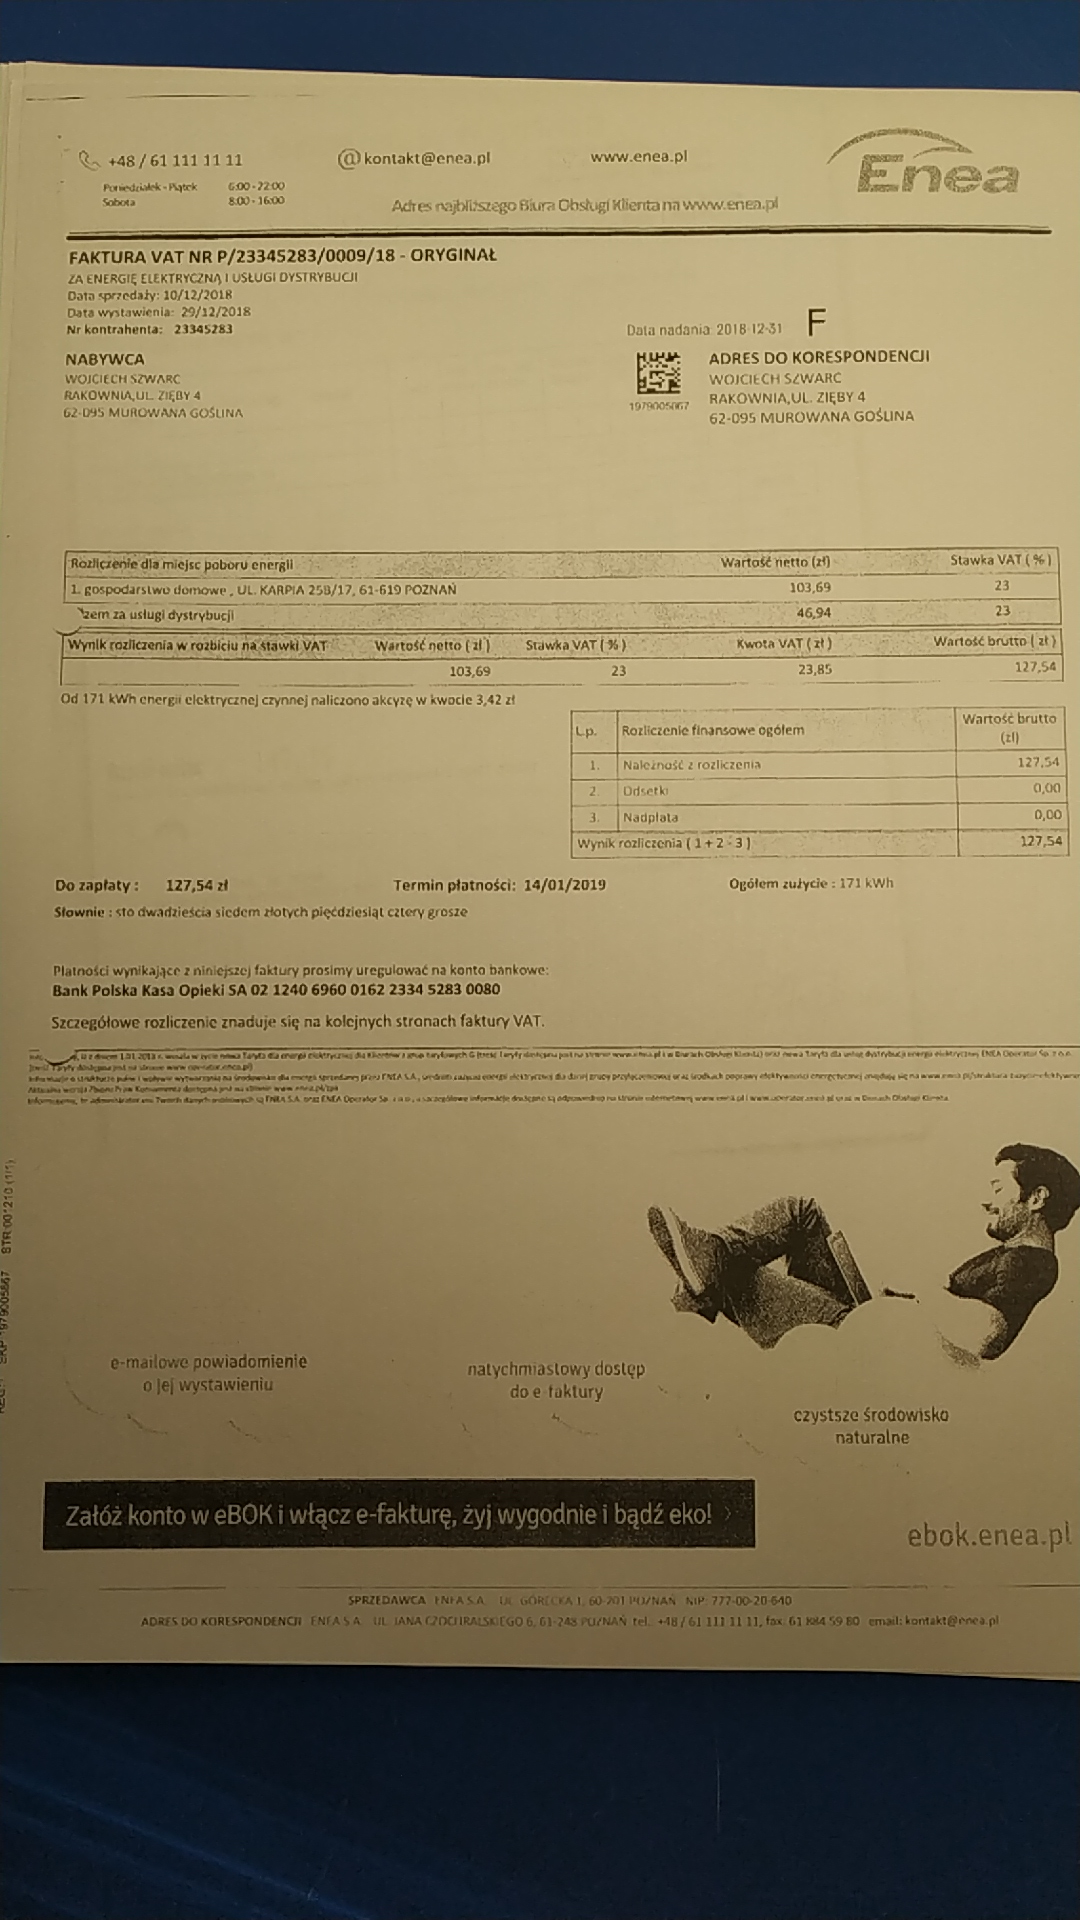 +48 / 61 111 11 11 @ kontakt@enea.pl www.enea.pl Enea
Poniedziałek - Piątek 6:00 - 22:00
Sobota 8:00 - 16:00
Adres najbliższego Biura Obsługi Klienta na www.enea.pl
FAKTURA VAT NR P/23345283/0009/18 - ORYGINAŁ
ZA ENERGIĘ ELEKTRYCZNĄ I USŁUGI DYSTRYBUCJI
Data sprzedaży: 10/12/2018
Data wystawienia: 29/12/2018
Nr kontrahenta: 23345283
Data nadania 2018-12-31 F
NABYWCA
WOJCIECH SZWARC
RAKOWNIA,UL. ZIĘBY 4
62-095 MUROWANA GOŚLINA
1979005867
ADRES DO KORESPONDENCJI
WOJCIECH SZWARC
RAKOWNIA,UL. ZIĘBY 4
62-095 MUROWANA GOŚLINA
Rozliczenie dla miejsc poboru energii Wartość netto (zł) Stawka VAT ( % )
1. gospodarstwo domowe , UL. KARPIA 25B/17, 61-619 POZNAŃ 103,69 23
zem za usługi dystrybucji 46,94 23
Wynik rozliczenia w rozbiciu na stawki VAT Wartość netto ( zł ) Stawka VAT ( % ) Kwota VAT ( zł ) Wartość brutto ( zł )
103,69 23 23,85 127,54
Od 171 kWh energii elektrycznej czynnej naliczono akcyzę w kwocie 3,42 zł
L.p. Rozliczenie finansowe ogółem Wartość brutto (zł)
1. Należność z rozliczenia 127,54
2. Odsetki 0,00
3. Nadpłata 0,00
Wynik rozliczenia ( 1 + 2 - 3 ) 127,54
Do zapłaty : 127,54 zł Termin płatności: 14/01/2019 Ogółem zużycie : 171 kWh
Słownie : sto dwadzieścia siedem złotych pięćdziesiąt cztery grosze
Płatności wynikające z niniejszej faktury prosimy uregulować na konto bankowe:
Bank Polska Kasa Opieki SA 02 1240 6960 0162 2334 5283 0080
Szczegółowe rozliczenie znaduje się na kolejnych stronach faktury VAT.
e-mailowe powiadomienie
o jej wystawieniu
natychmiastowy dostęp
do e-faktury
czystsze środowisko
naturalne
Załóż konto w eBOK i włącz e-fakturę, żyj wygodnie i bądź eko!
ebok.enea.pl
SPRZEDAWCA ENEA S.A. UL. GÓRECKA 1, 60-201 POZNAŃ NIP: 777-00-20-640
ADRES DO KORESPONDENCJI ENEA S.A. UL. JANA CZOCHRALSKIEGO 6, 61-248 POZNAŃ tel. +48 / 61 111 11 11, fax: 61 884 59 80 email: kontakt@enea.pl